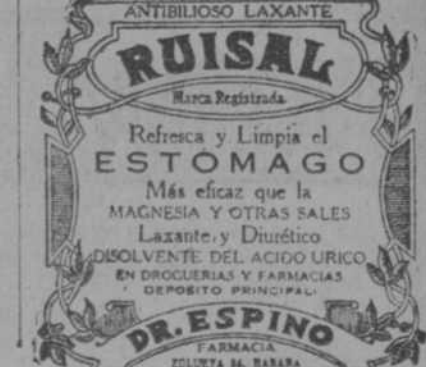 ANTIBILIOSO LAXANTE
RUISAL
Marca Registrada
Refresca y Limpia el
ESTÓMAGO
Más eficaz que la
MAGNESIA Y OTRAS SALES
Laxante, y Diurético
DISOLVENTE DEL ACIDO URICO
EN DROGUERIAS Y FARMACIAS
DEPOSITO PRINCIPAL:
DR. ESPINO
FARMACIA
HABANA